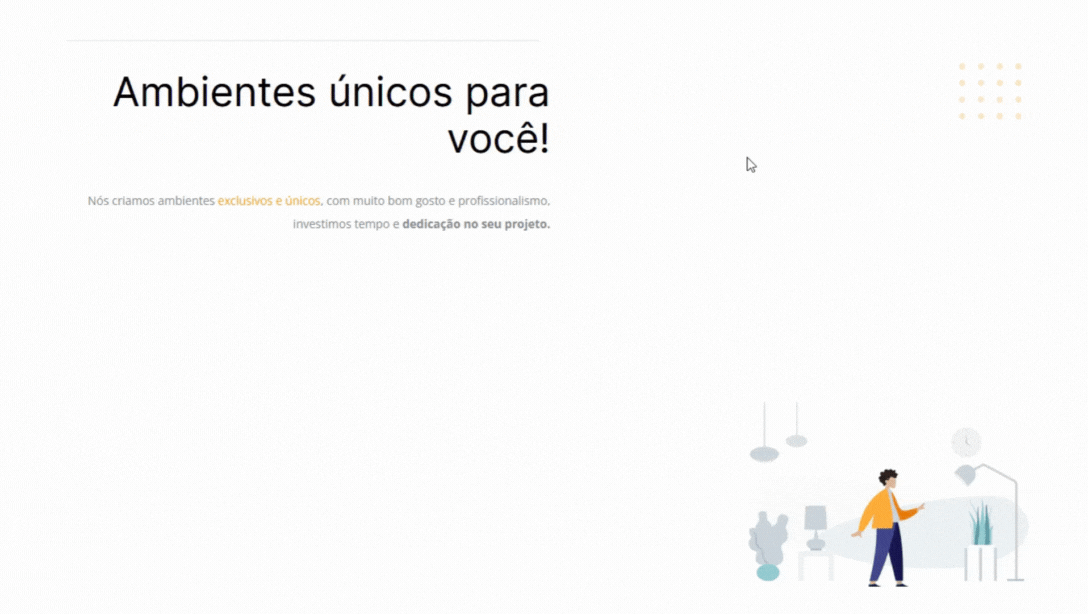 Ambientes únicos para
você!
Nós criamos ambientes exclusivos e únicos, com muito bom gosto e profissionalismo,
investimos tempo e dedicação no seu projeto.